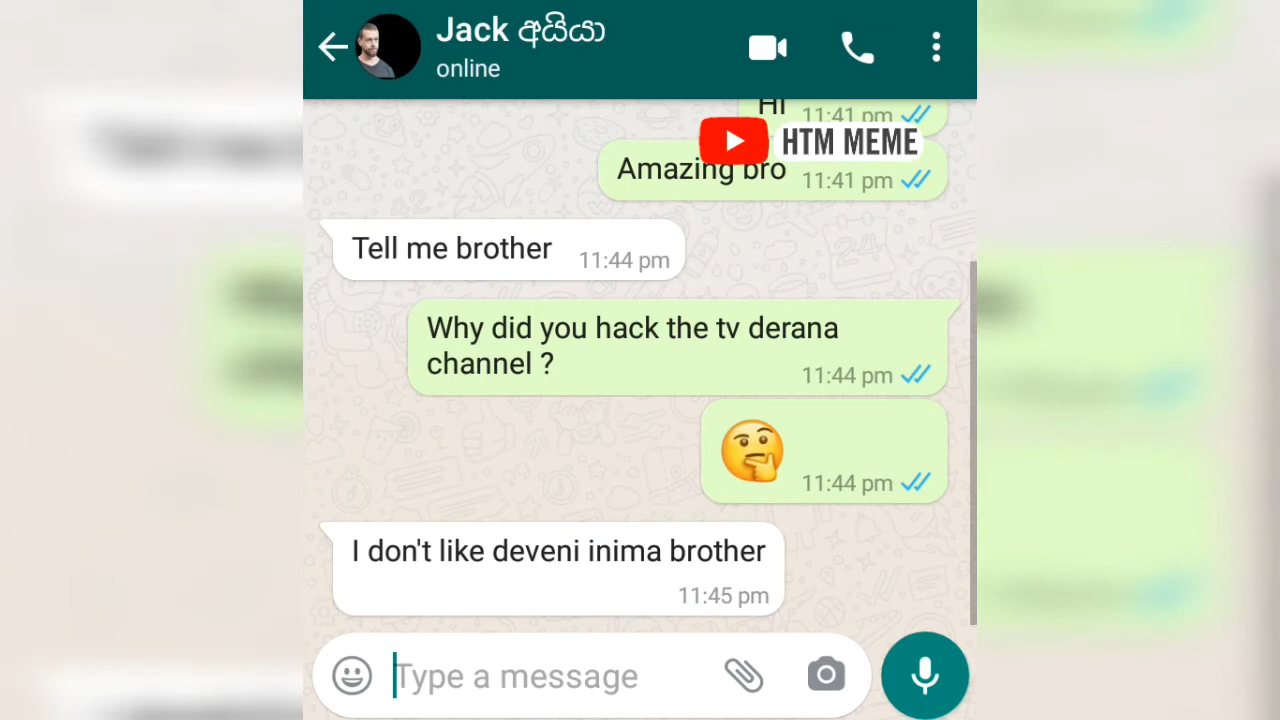 Jack අයියා
online
Hi
11:41 pm
HTM MEME
Amazing bro
11:41 pm
Tell me brother
11:44 pm
Why did you hack the tv derana
channel ?
11:44 pm
11:44 pm
I don't like deveni inima brother
11:45 pm
Type a message